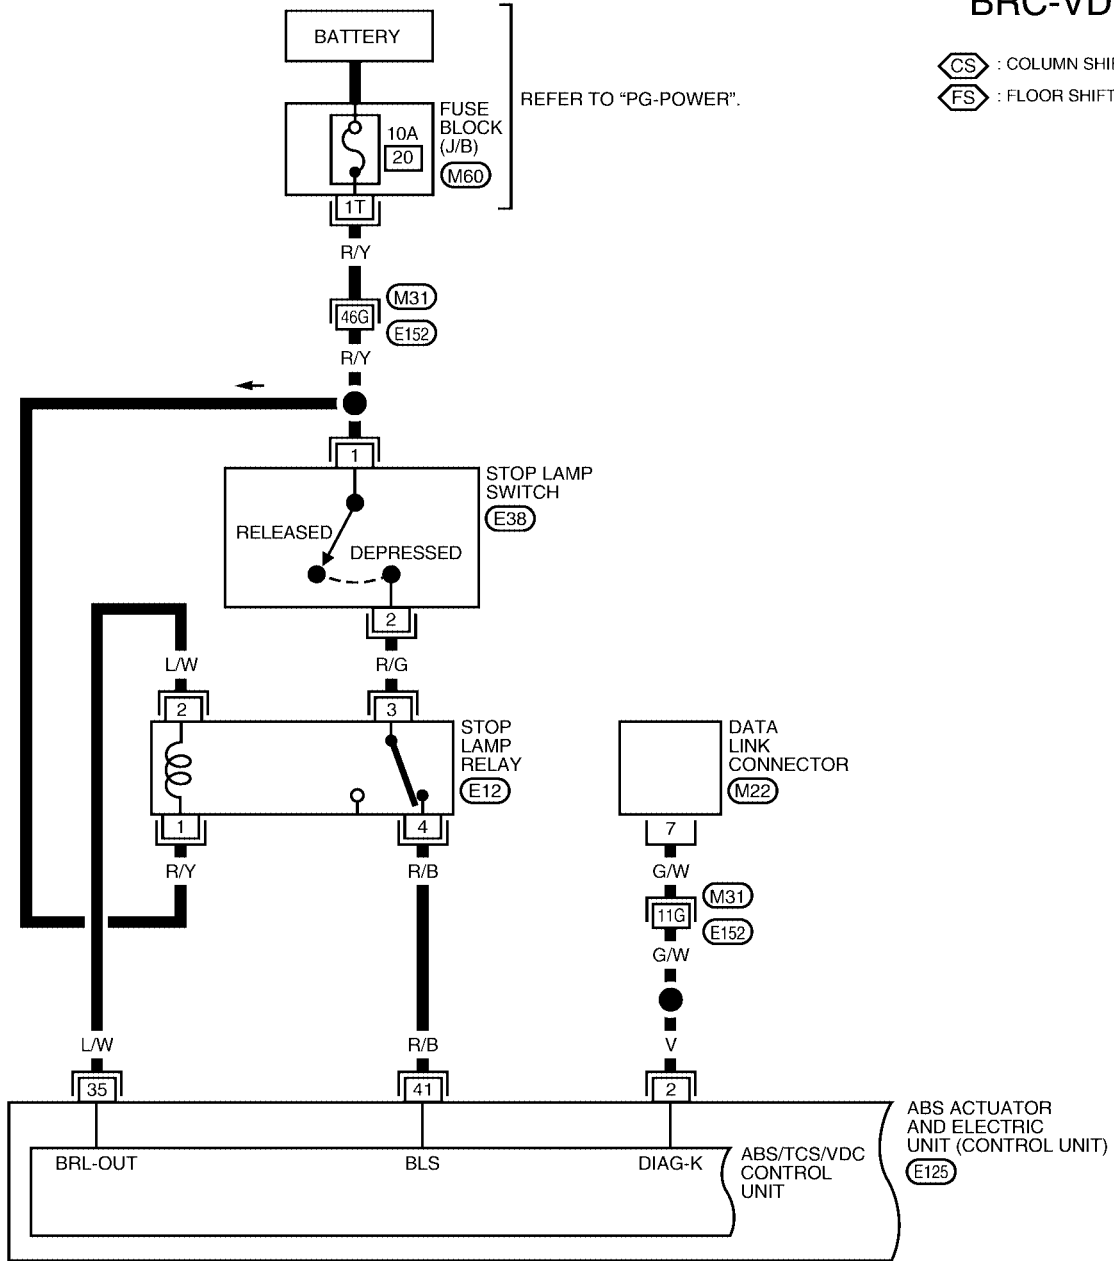 BRC-VD
BATTERY
CS : COLUMN SHI
FS : FLOOR SHIFT
REFER TO “PG-POWER”.
FUSE
BLOCK
(J/B)
M60
10A
20
1T
R/Y
M31
46G
E152
R/Y
1
STOP LAMP
SWITCH
E38
RELEASED
DEPRESSED
2
L/W
R/G
2
3
STOP
LAMP
RELAY
E12
DATA
LINK
CONNECTOR
M22
1
4
7
R/Y
R/B
G/W
M31
11G
E152
G/W
L/W
R/B
V
35
41
2
ABS ACTUATOR
AND ELECTRIC
UNIT (CONTROL UNIT)
E125
BRL-OUT
BLS
DIAG-K
ABS/TCS/VDC
CONTROL
UNIT